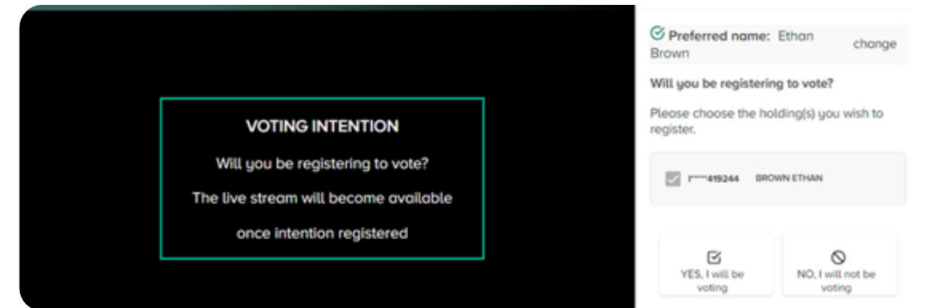 VOTING INTENTION
Will you be registering to vote?
The live stream will become available
once intention registered
Preferred name: Ethan
Brown
change
Will you be registering to vote?
Please choose the holding(s) you wish to
register.
I****419244 BROWN ETHAN
YES, I will be
voting
NO, I will not be
voting